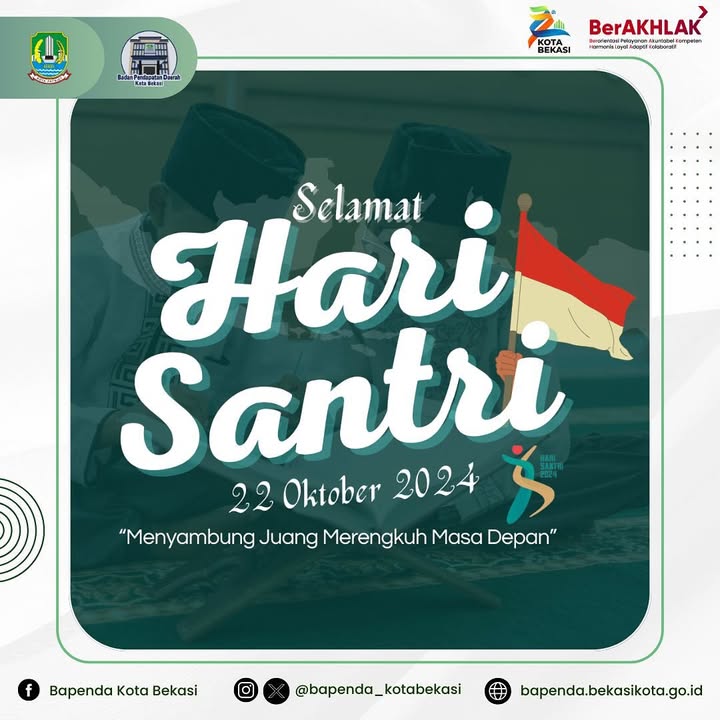 Badan Pendapatan Daerah
Kota Bekasi
KOTA
BEKASI
BerAKHLAK
Berorientasi Pelayanan Akuntabel Kompeten
Harmonis Loyal Adaptif Kolaboratif
Selamat
Hari
Santri
22 Oktober 2024
HARI
SANTRI
2024
“Menyambung Juang Merengkuh Masa Depan”
Bapenda Kota Bekasi
@bapenda_kotabekasi
bapenda.bekasikota.go.id